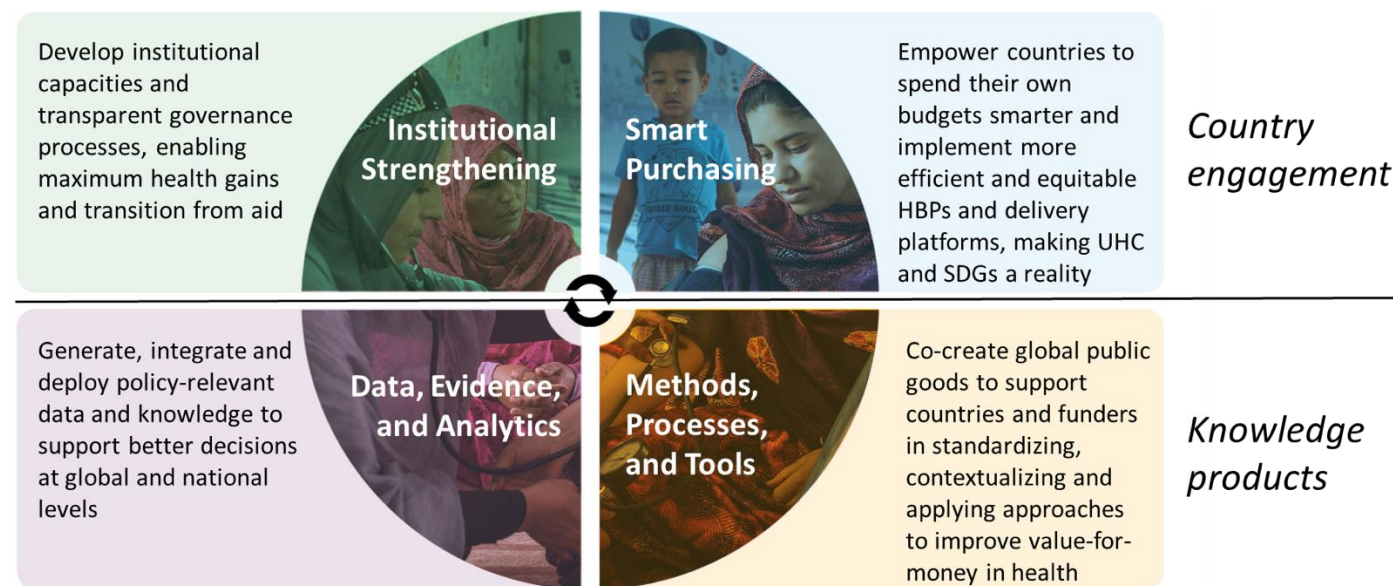 Develop institutional
capacities and
transparent governance
processes, enabling
maximum health gains
and transition from aid
Institutional
Strengthening
Smart
Purchasing
Empower countries to
spend their own
budgets smarter and
implement more
efficient and equitable
HBPs and delivery
platforms, making UHC
and SDGs a reality
Country
engagement
Generate, integrate and
deploy policy-relevant
data and knowledge to
support better decisions
at global and national
levels
Data, Evidence,
and Analytics
Methods,
Processes,
and Tools
Co-create global public
goods to support
countries and funders
in standardizing,
contextualizing and
applying approaches
to improve value-for-
money in health
Knowledge
products